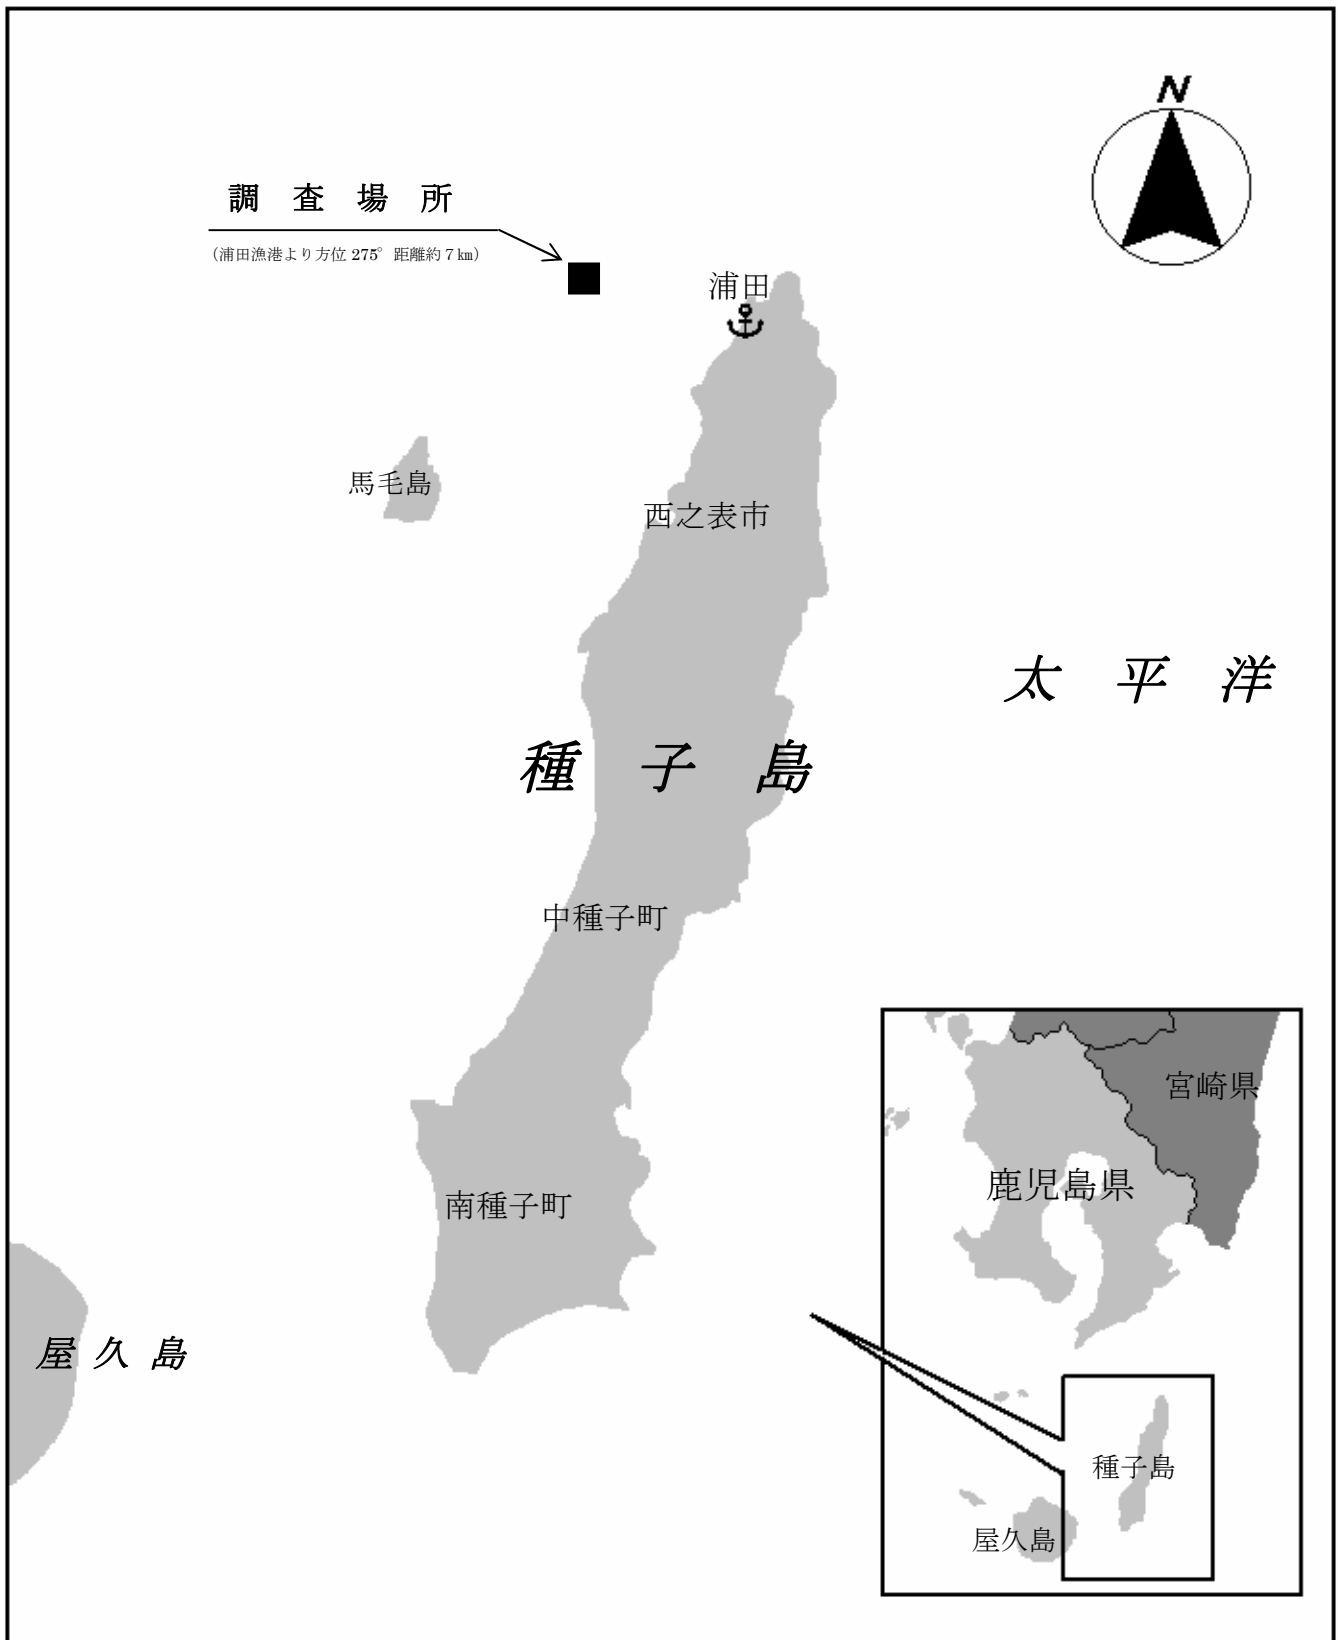 N
調査場所
（浦田漁港より方位 275° 距離約 7 ㎞）
浦田
馬毛島
西之表市
太平洋
種子島
中種子町
南種子町
屋久島
宮崎県
鹿児島県
種子島
屋久島